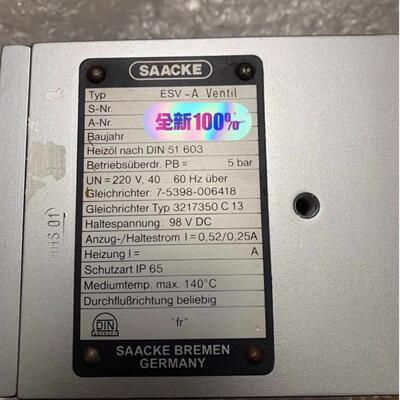 SAACKE
Typ ESV-A Ventil
S-Nr.
A-Nr.
全新100%
Baujahr
Heizöl nach DIN 51 603
Betriebsüberdr. PB = 5 bar
UN = 220 V, 40 60 Hz über
Gleichrichter: 7-5398-006418
Gleichrichter Typ 3217350 C 13
Haltespannung: 98 V DC
Anzug-/Haltestrom I = 0,52/0,25A
Heizung I = A
Schutzart IP 65
Mediumtemp. max. 140°C
Durchflußrichtung beliebig
DIN
"fr"
SAACKE BREMEN
GERMANY
HS 01